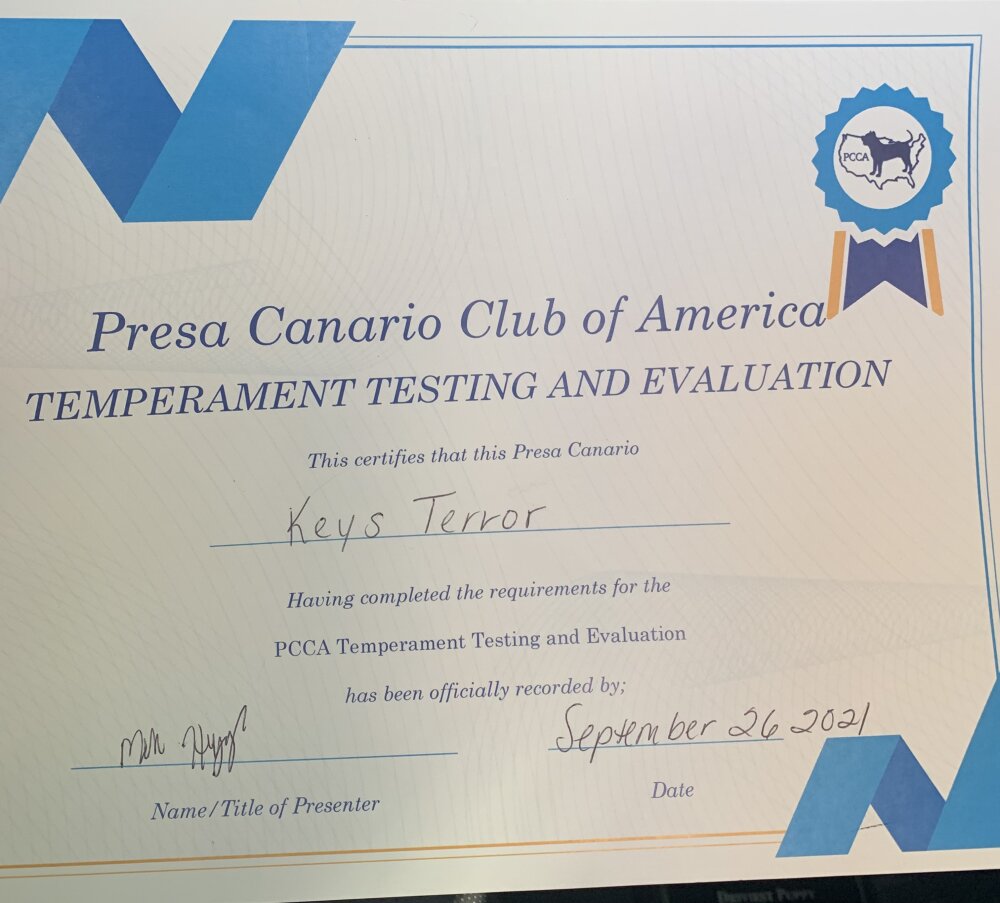 PCCA
Presa Canario Club of America
TEMPERAMENT TESTING AND EVALUATION
This certifies that this Presa Canario
Keys Terror
Having completed the requirements for the
PCCA Temperament Testing and Evaluation
has been officially recorded by;
September 26 2021
Name/Title of Presenter
Date